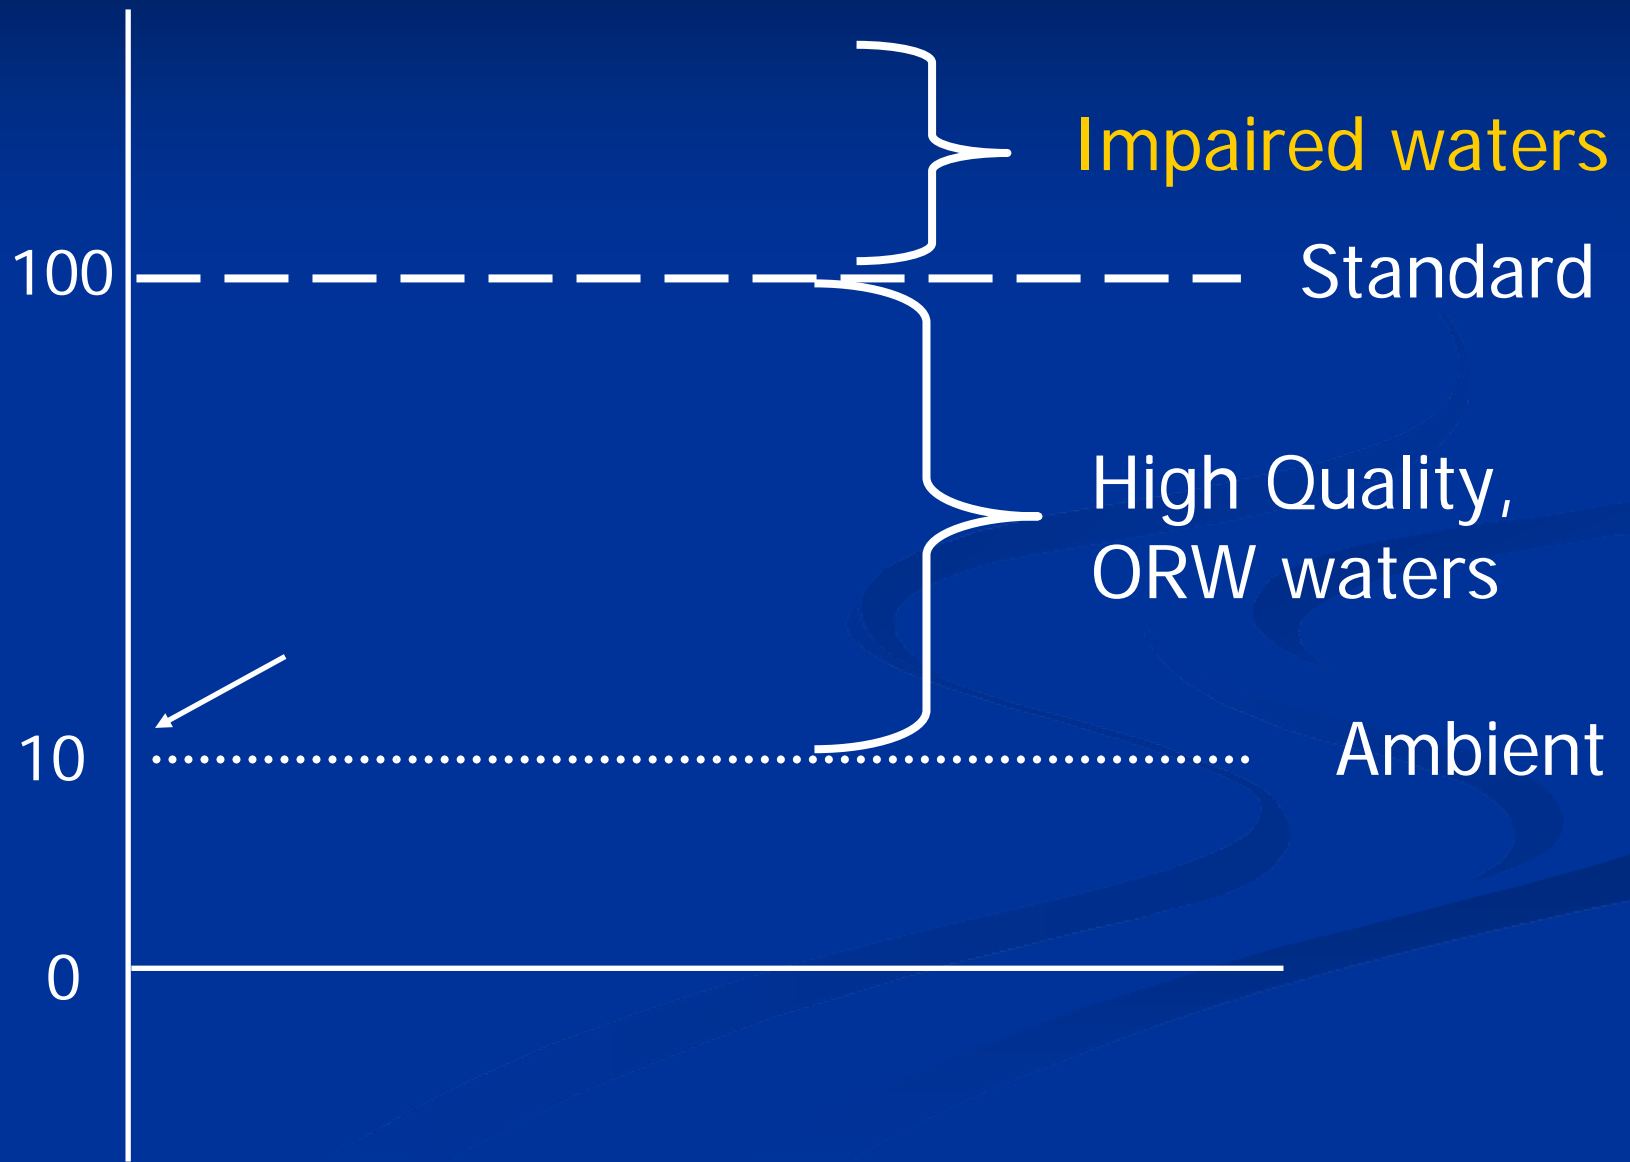 Impaired waters
100
Standard
High Quality,
ORW waters
10
Ambient
0